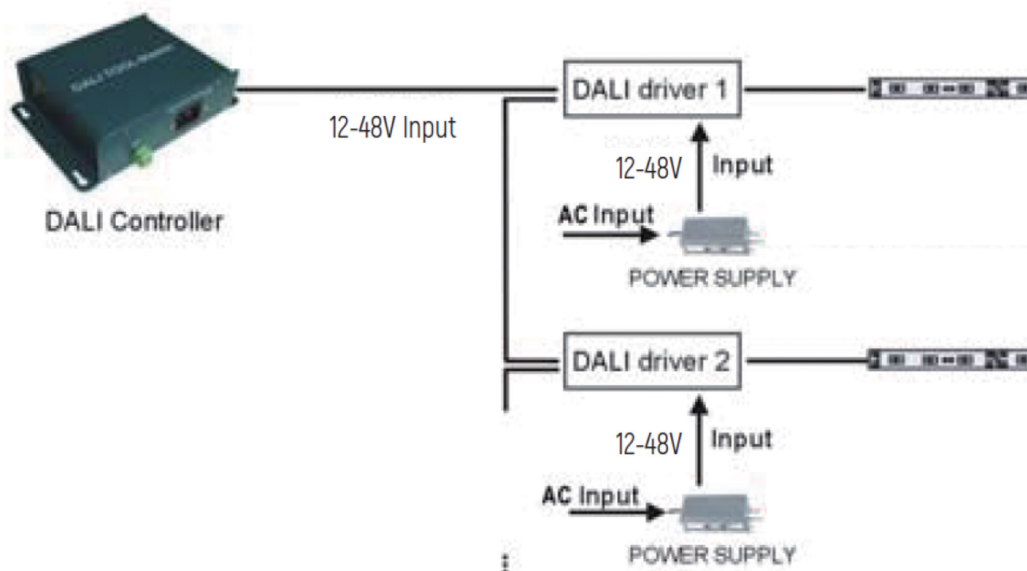 DALI driver 1
12-48V Input
12-48V Input
AC Input
DALI Controller
POWER SUPPLY
DALI driver 2
12-48V Input
AC Input
POWER SUPPLY